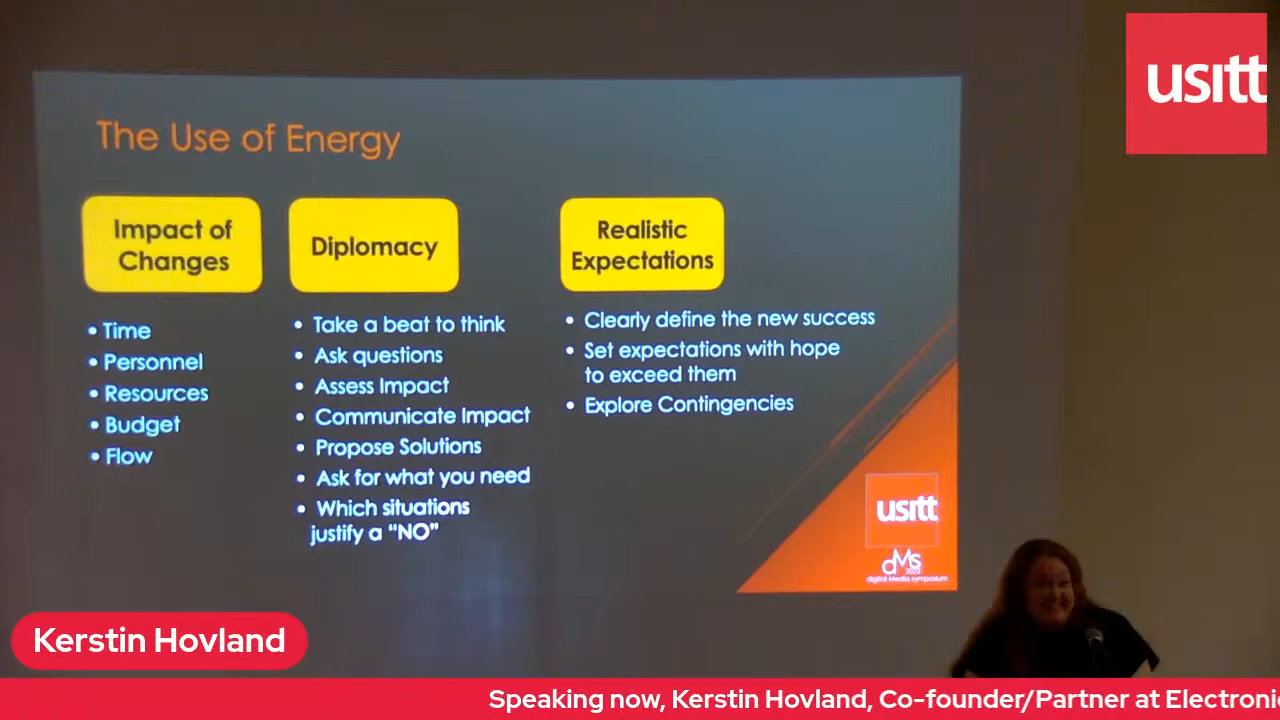 usitt
The Use of Energy
Impact of
Changes
• Time
• Personnel
• Resources
• Budget
• Flow
Diplomacy
• Take a beat to think
• Ask questions
• Assess Impact
• Communicate Impact
• Propose Solutions
• Ask for what you need
• Which situations
justify a “NO”
Realistic
Expectations
• Clearly define the new success
• Set expectations with hope
to exceed them
• Explore Contingencies
usitt
dMs
digital Media symposium
Kerstin Hovland
Speaking now, Kerstin Hovland, Co-founder/Partner at Electroni